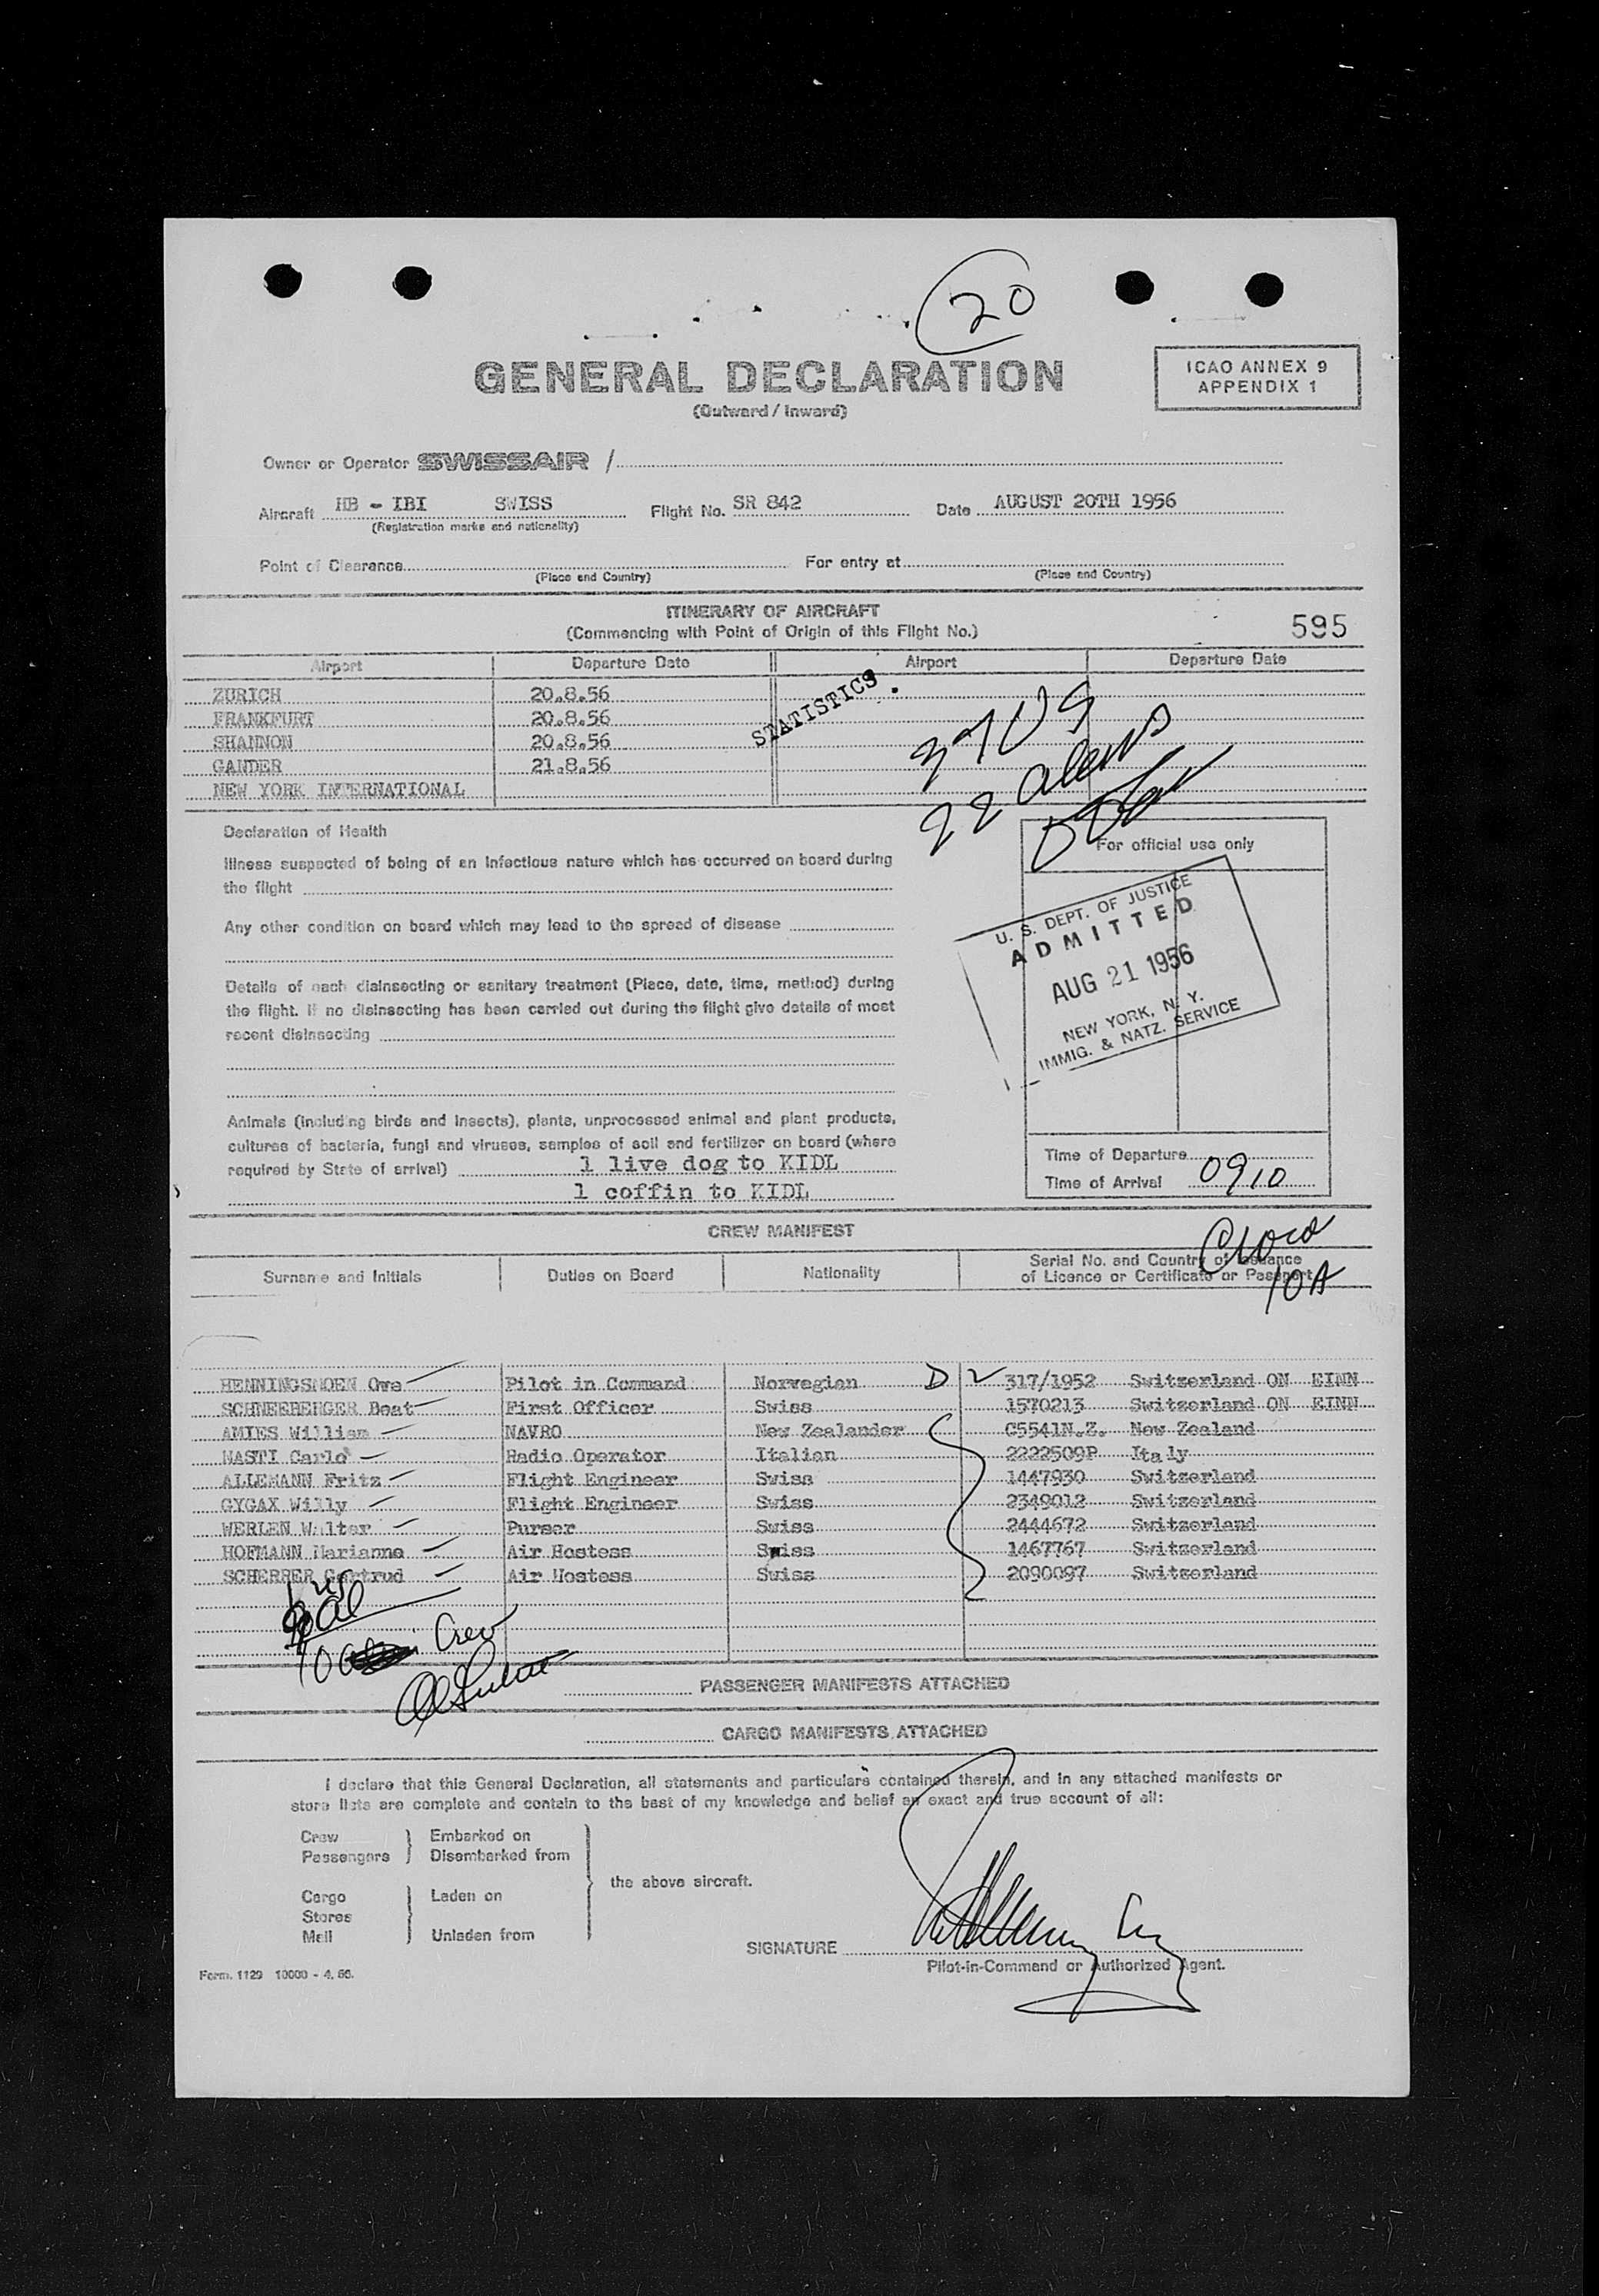 20
GENERAL DECLARATION
(Outward / Inward)
ICAO ANNEX 9
APPENDIX 1
Owner or Operator SWISSAIR /
Aircraft HB - IBI SWISS Flight No. SR 842 Date AUGUST 20TH 1956
(Registration marks and nationality)
Point of Clearance For entry at
(Place and Country) (Place and Country)
ITINERARY OF AIRCRAFT
(Commencing with Point of Origin of this Flight No.)
595
Airport Departure Date Airport Departure Date
ZURICH 20.8.56
FRANKFURT 20.8.56
SHANNON 20.8.56
GANDER 21.8.56
NEW YORK INTERNATIONAL
STATISTICS
37 US
22 aliens
Declaration of Health
Illness suspected of being of an infectious nature which has occurred on board during
the flight
Any other condition on board which may lead to the spread of disease
Details of each disinsecting or sanitary treatment (Place, date, time, method) during
the flight. If no disinsecting has been carried out during the flight give details of most
recent disinsecting
Animals (including birds and insects), plants, unprocessed animal and plant products,
cultures of bacteria, fungi and viruses, samples of soil and fertilizer on board (where
required by State of arrival) 1 live dog to KIDL
1 coffin to KIDL
For official use only
U. S. DEPT. OF JUSTICE
ADMITTED
AUG 21 1956
NEW YORK, N. Y.
IMMIG. & NATZ. SERVICE
Time of Departure
Time of Arrival 0910
CREW MANIFEST
Surname and Initials Duties on Board Nationality Serial No. and Country of Issuance
of Licence or Certificate or Passport
10A
HENNINGSMOEN Owe Pilot in Command Norwegian D 2 317/1952 Switzerland ON EINN
SCHNEEBERGER Beat First Officer Swiss 1570213 Switzerland ON EINN
AMIES William NAVRO New Zealander C5541N.Z. New Zealand
MASTI Carlo Radio Operator Italian 2222509P Italy
ALLEMANN Fritz Flight Engineer Swiss 1447930 Switzerland
GYGAX Willy Flight Engineer Swiss 2349012 Switzerland
WERLEN Walter Purser Swiss 2444672 Switzerland
HOFMANN Marianne Air Hostess Swiss 1467767 Switzerland
SCHERRER Gertrud Air Hostess Swiss 2090097 Switzerland
10 Crew
PASSENGER MANIFESTS ATTACHED
CARGO MANIFESTS ATTACHED
I declare that this General Declaration, all statements and particulars contained therein, and in any attached manifests or
store lists are complete and contain to the best of my knowledge and belief an exact and true account of all:
Crew Embarked on
Passengers Disembarked from
the above aircraft.
Cargo Laden on
Stores
Mail Unladen from
SIGNATURE
Pilot-in-Command or Authorized Agent.
Form. 1129 10000 - 4. 56.